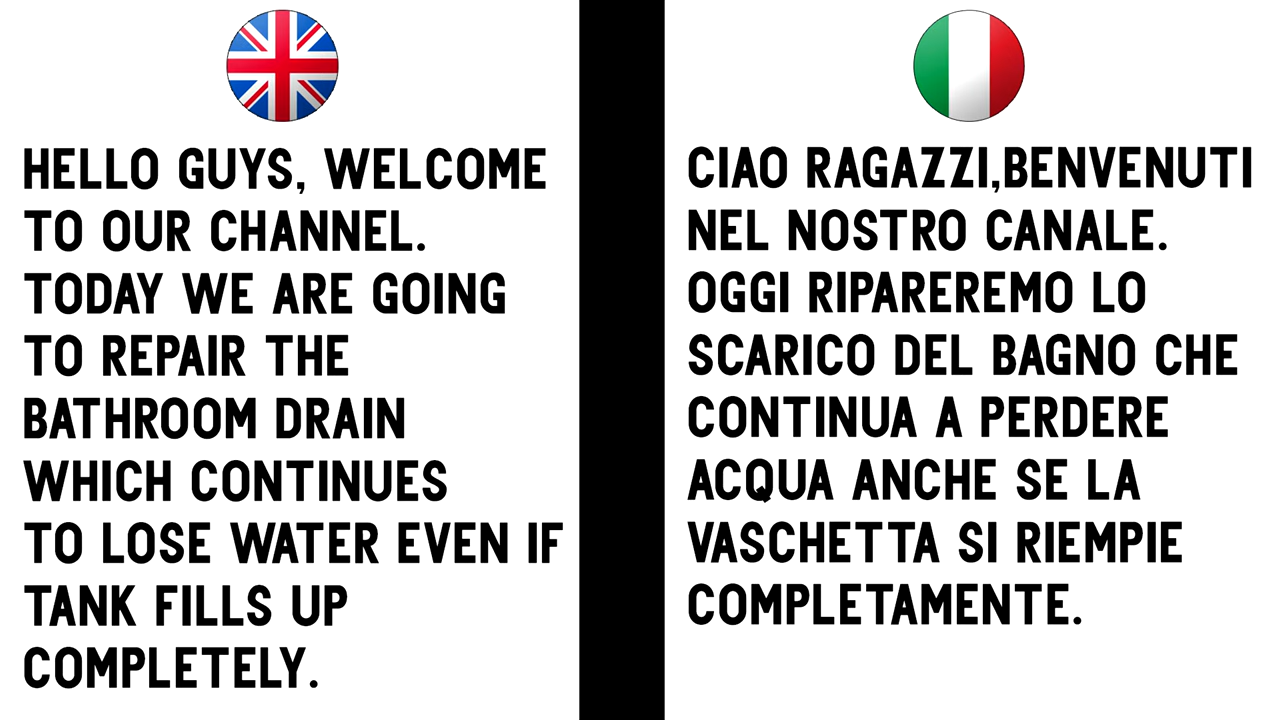 HELLO GUYS, WELCOME
TO OUR CHANNEL.
TODAY WE ARE GOING
TO REPAIR THE
BATHROOM DRAIN
WHICH CONTINUES
TO LOSE WATER EVEN IF
TANK FILLS UP
COMPLETELY.
CIAO RAGAZZI,BENVENUTI
NEL NOSTRO CANALE.
OGGI RIPAREREMO LO
SCARICO DEL BAGNO CHE
CONTINUA A PERDERE
ACQUA ANCHE SE LA
VASCHETTA SI RIEMPIE
COMPLETAMENTE.